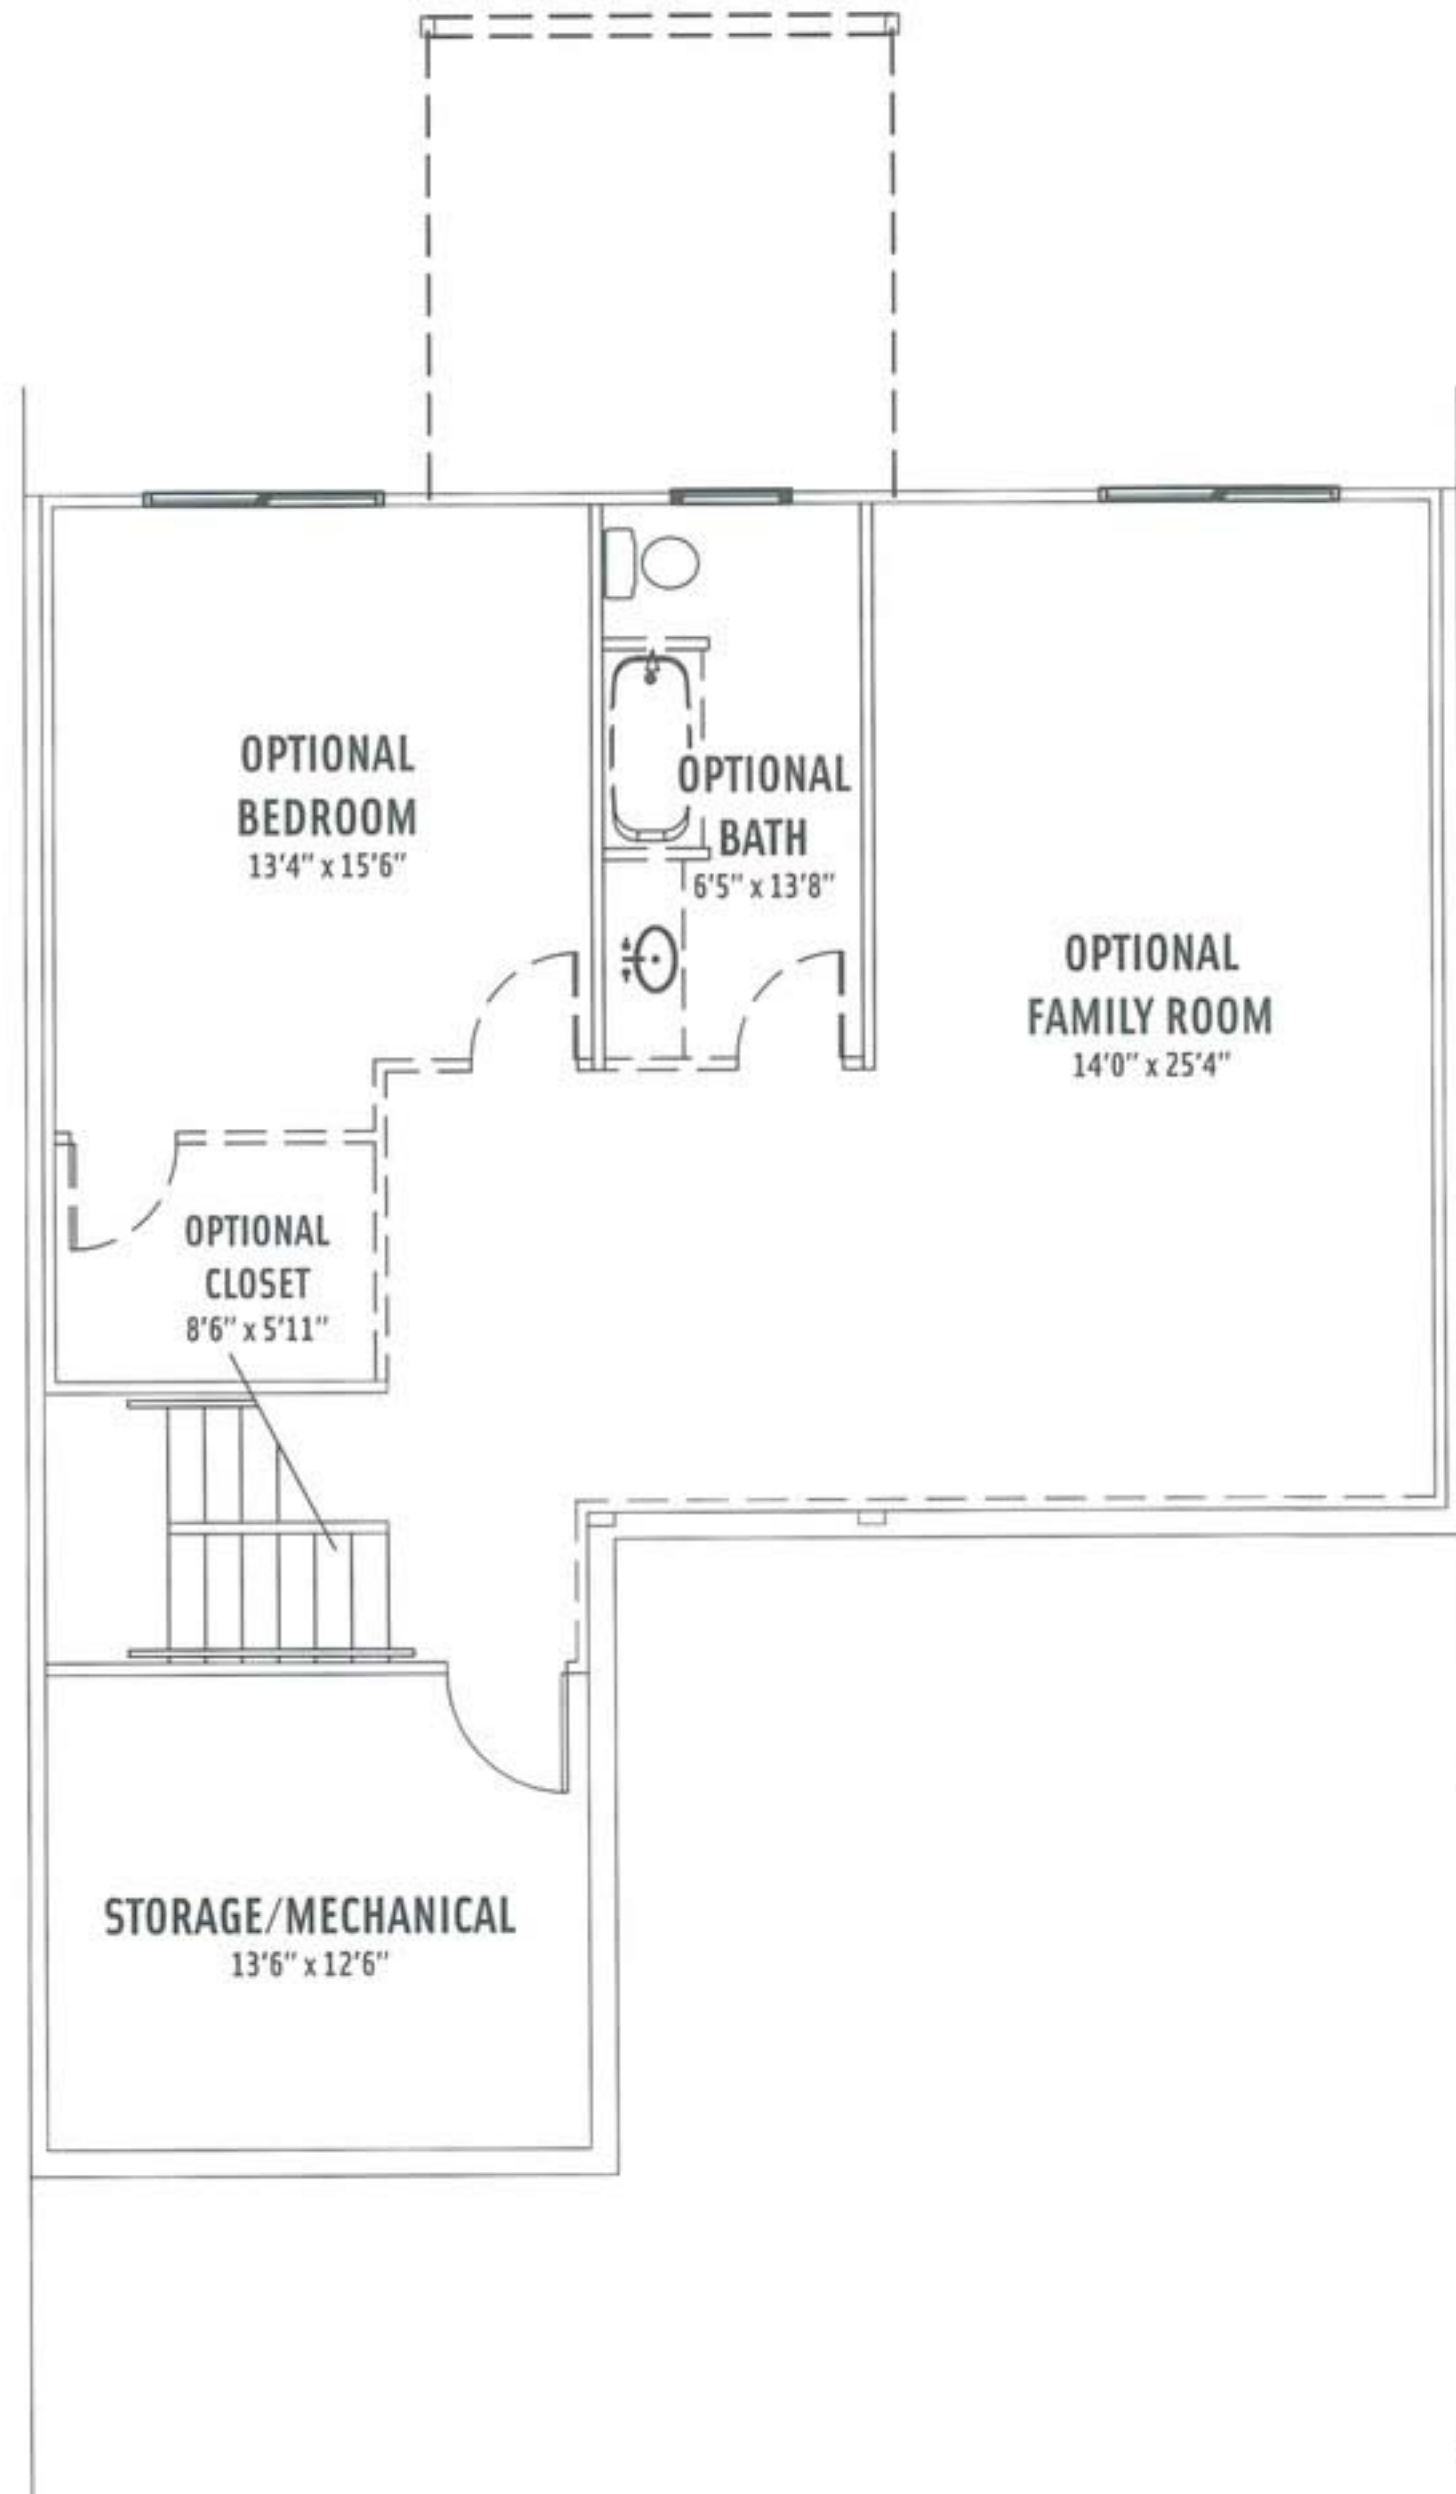 OPTIONAL
BEDROOM
13'4" x 15'6"
OPTIONAL
BATH
6'5" x 13'8"
OPTIONAL
FAMILY ROOM
14'0" x 25'4"
OPTIONAL
CLOSET
8'6" x 5'11"
STORAGE/MECHANICAL
13'6" x 12'6"